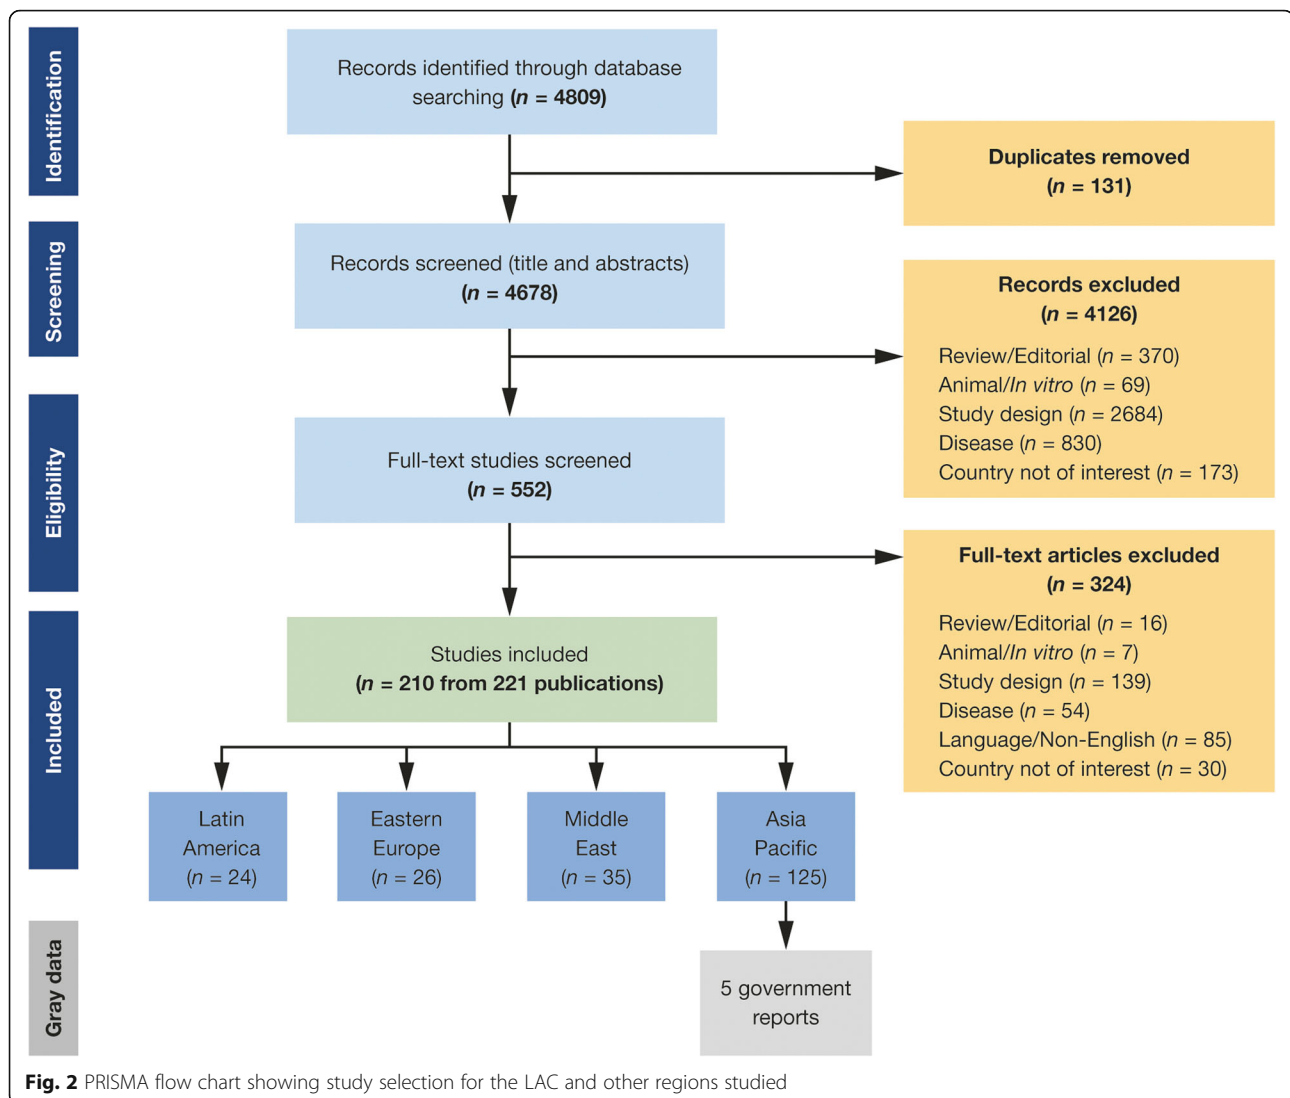 Identification
Records identified through database
searching (n = 4809)
Duplicates removed
(n = 131)
Screening
Records screened (title and abstracts)
(n = 4678)
Records excluded
(n = 4126)
Review/Editorial (n = 370)
Animal/In vitro (n = 69)
Study design (n = 2684)
Disease (n = 830)
Country not of interest (n = 173)
Eligibility
Full-text studies screened
(n = 552)
Full-text articles excluded
(n = 324)
Review/Editorial (n = 16)
Animal/In vitro (n = 7)
Study design (n = 139)
Disease (n = 54)
Language/Non-English (n = 85)
Country not of interest (n = 30)
Included
Studies included
(n = 210 from 221 publications)
Latin
America
(n = 24)
Eastern
Europe
(n = 26)
Middle
East
(n = 35)
Asia
Pacific
(n = 125)
Gray data
5 government
reports
Fig. 2 PRISMA flow chart showing study selection for the LAC and other regions studied